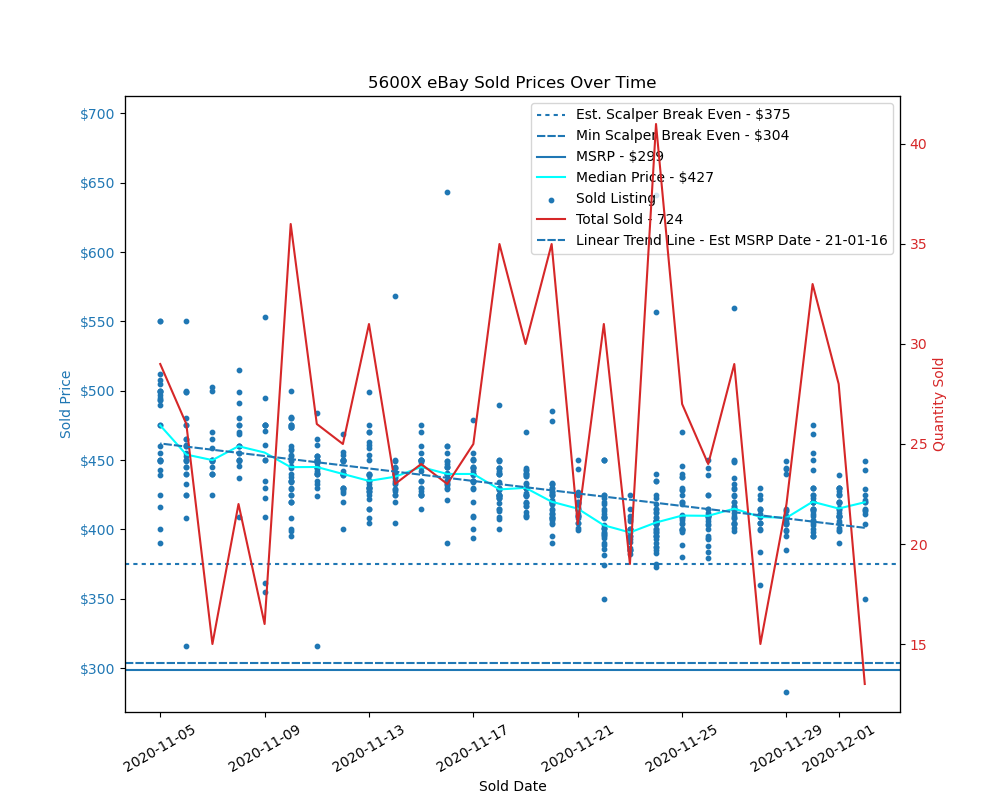 5600X eBay Sold Prices Over Time
Est. Scalper Break Even - $375
Min Scalper Break Even - $304
MSRP - $299
Median Price - $427
Sold Listing
Total Sold - 724
Linear Trend Line - Est MSRP Date - 21-01-16
Sold Price
$700
$650
$600
$550
$500
$450
$400
$350
$300
Quantity Sold
40
35
30
25
20
15
2020-11-05
2020-11-09
2020-11-13
2020-11-17
2020-11-21
2020-11-25
2020-11-29
2020-12-01
Sold Date